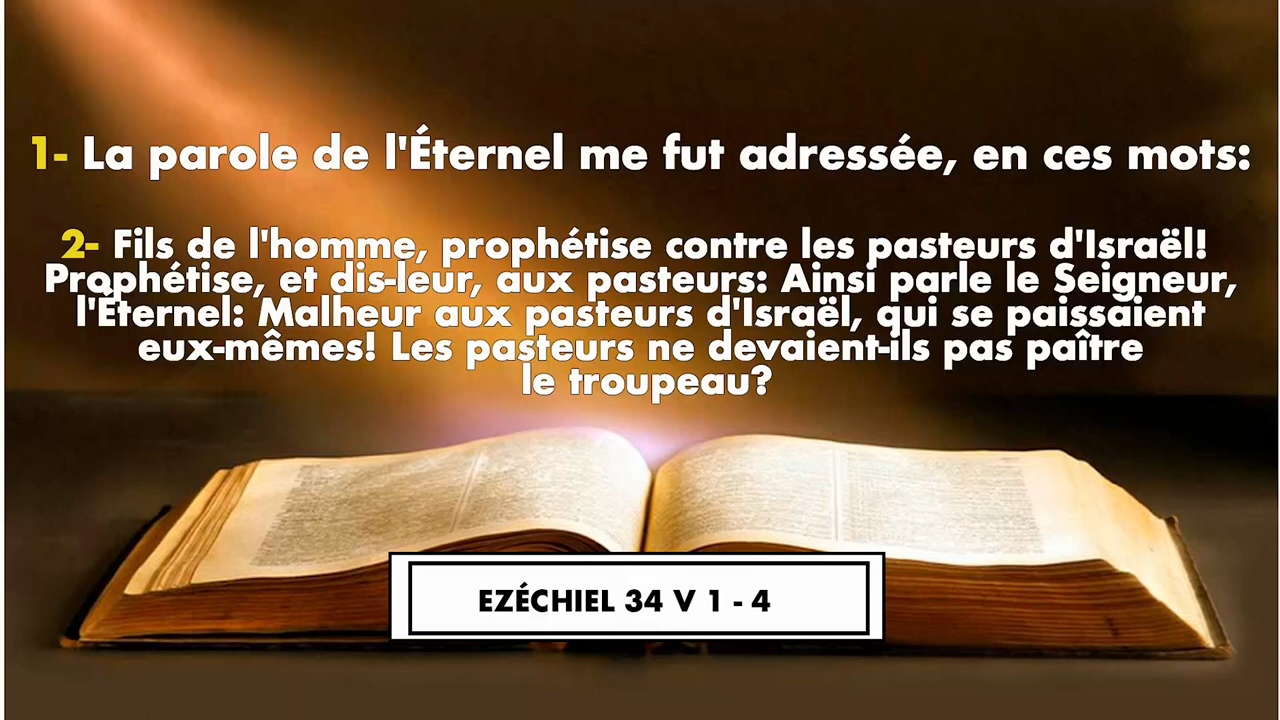 1- La parole de l'Éternel me fut adressée, en ces mots:
2- Fils de l'homme, prophétise contre les pasteurs d'Israël!
Prophétise, et dis-leur, aux pasteurs: Ainsi parle le Seigneur,
l'Éternel: Malheur aux pasteurs d'Israël, qui se paissaient
eux-mêmes! Les pasteurs ne devaient-ils pas paître
le troupeau?
EZÉCHIEL 34 V 1 - 4